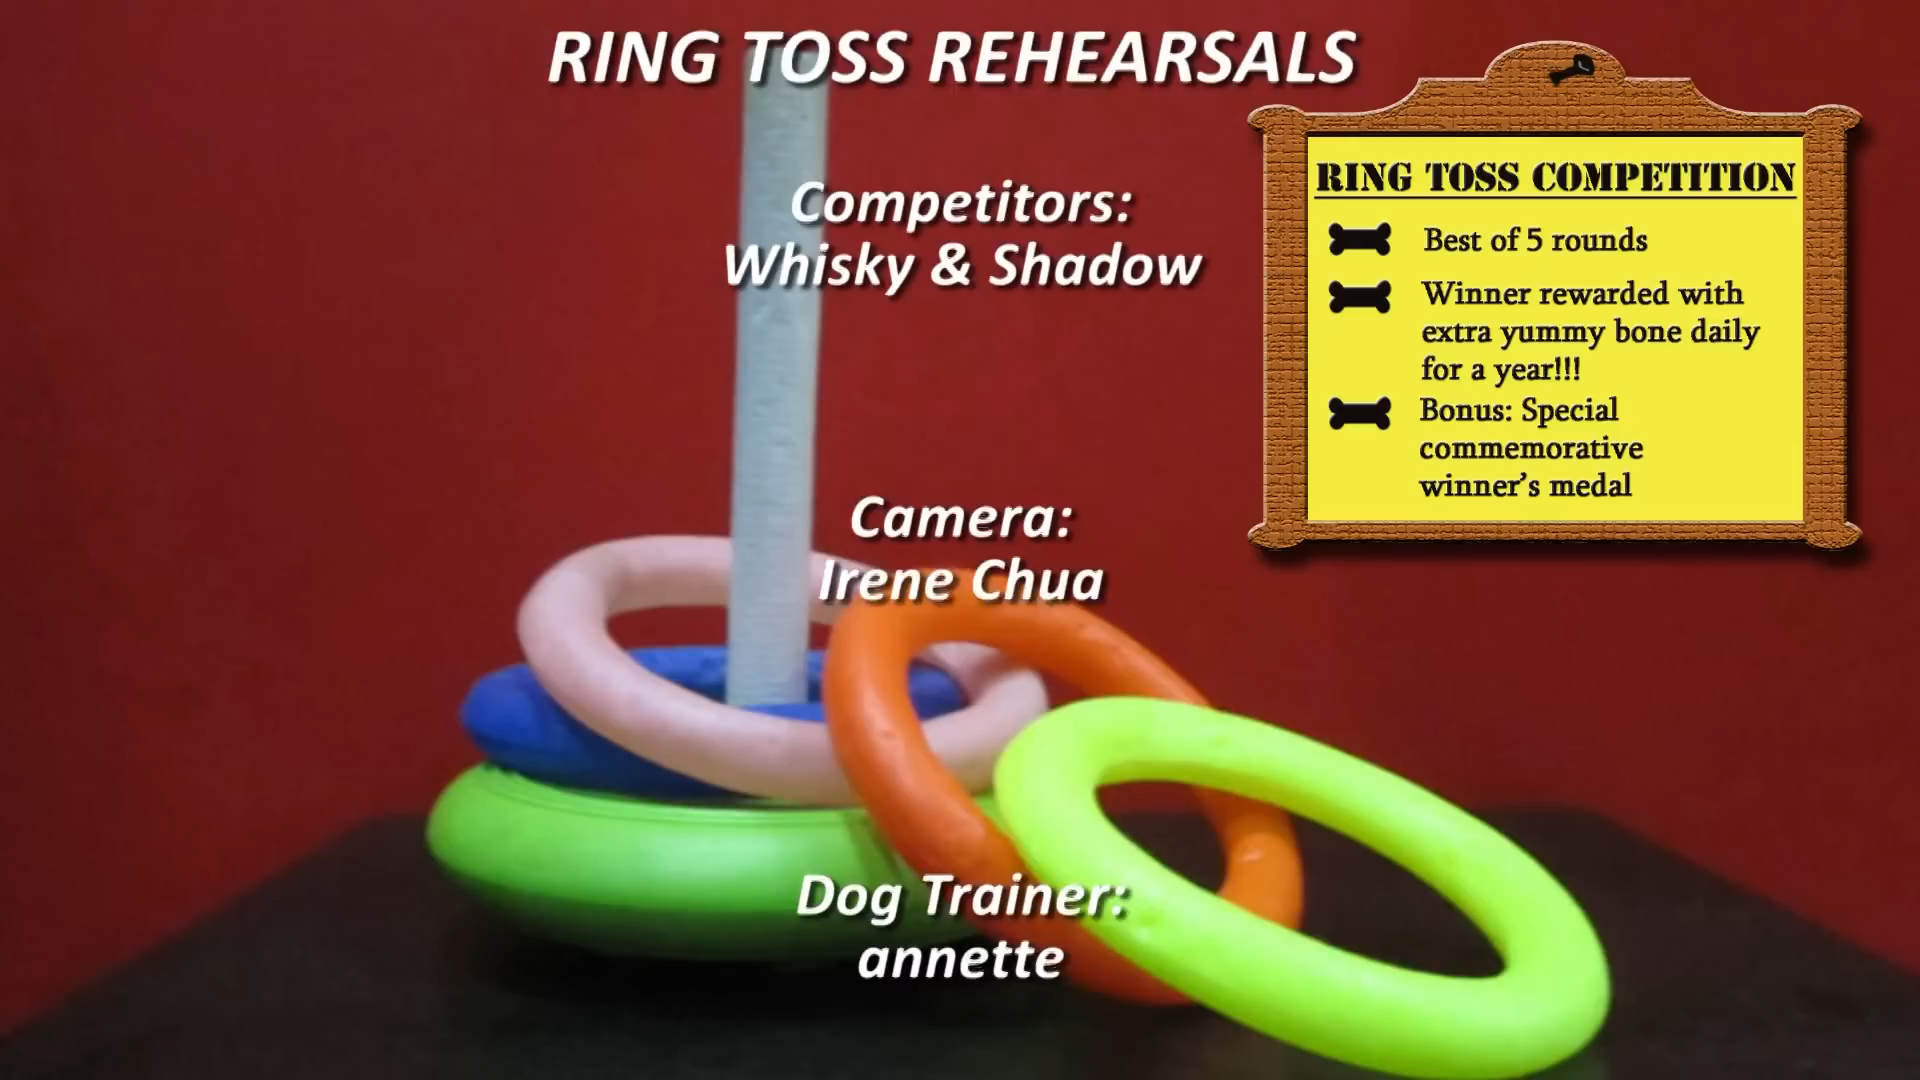 RING TOSS REHEARSALS
Competitors:
Whisky & Shadow
Camera:
Irene Chua
Dog Trainer:
annette
RING TOSS COMPETITION
Best of 5 rounds
Winner rewarded with
extra yummy bone daily
for a year!!!
Bonus: Special
commemorative
winner's medal